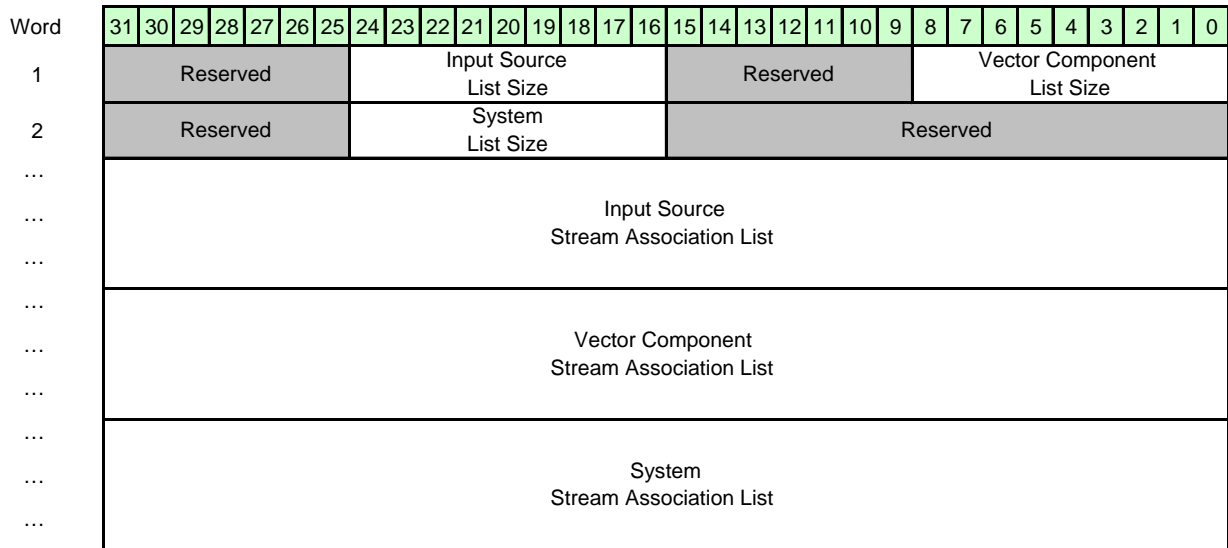 Word 31 30 29 28 27 26 25 24 23 22 21 20 19 18 17 16 15 14 13 12 11 10 9 8 7 6 5 4 3 2 1 0
1 Reserved Input Source List Size Reserved Vector Component List Size
2 Reserved System List Size Reserved
…
…
Input Source
Stream Association List
…
…
…
Vector Component
Stream Association List
…
…
…
System
Stream Association List
…